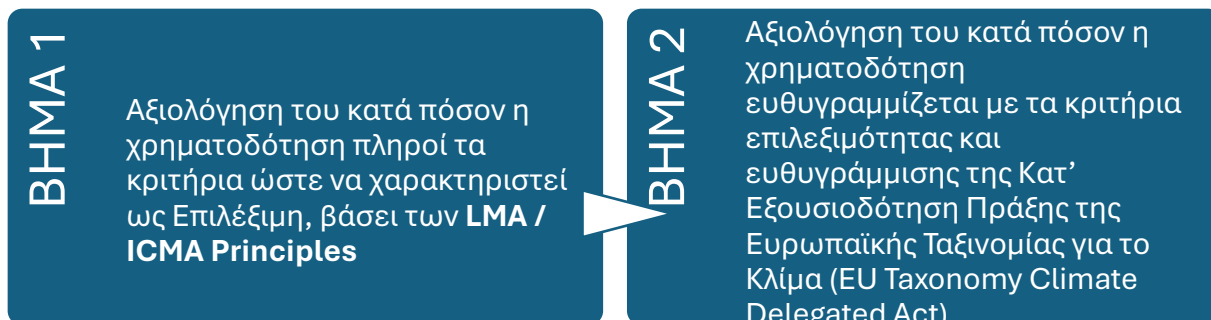 ΒΗΜΑ 1
Αξιολόγηση του κατά πόσον η
χρηματοδότηση πληροί τα
κριτήρια ώστε να χαρακτηριστεί
ως Επιλέξιμη, βάσει των LMA /
ICMA Principles
ΒΗΜΑ 2
Αξιολόγηση του κατά πόσον η
χρηματοδότηση
ευθυγραμμίζεται με τα κριτήρια
επιλεξιμότητας και
ευθυγράμμισης της Κατ’
Εξουσιοδότηση Πράξης της
Ευρωπαϊκής Ταξινομίας για το
Κλίμα (EU Taxonomy Climate
Delegated Act)